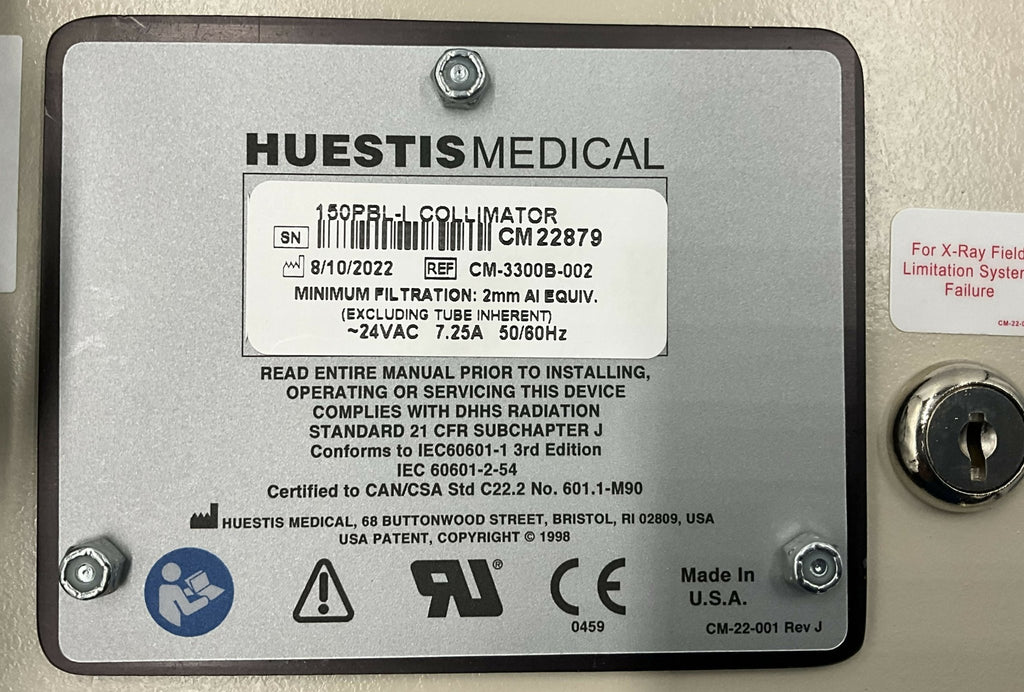 HUESTIS MEDICAL
150PBL-L COLLIMATOR
SN CM22879
8/10/2022 REF CM-3300B-002
MINIMUM FILTRATION: 2mm Al EQUIV.
(EXCLUDING TUBE INHERENT)
~24VAC 7.25A 50/60Hz
READ ENTIRE MANUAL PRIOR TO INSTALLING,
OPERATING OR SERVICING THIS DEVICE
COMPLIES WITH DHHS RADIATION
STANDARD 21 CFR SUBCHAPTER J
Conforms to IEC60601-1 3rd Edition
IEC 60601-2-54
Certified to CAN/CSA Std C22.2 No. 601.1-M90
HUESTIS MEDICAL, 68 BUTTONWOOD STREET, BRISTOL, RI 02809, USA
USA PATENT, COPYRIGHT © 1998
RU®
CE
0459
Made In
U.S.A.
CM-22-001 Rev J
For X-Ray Field
Limitation System
Failure